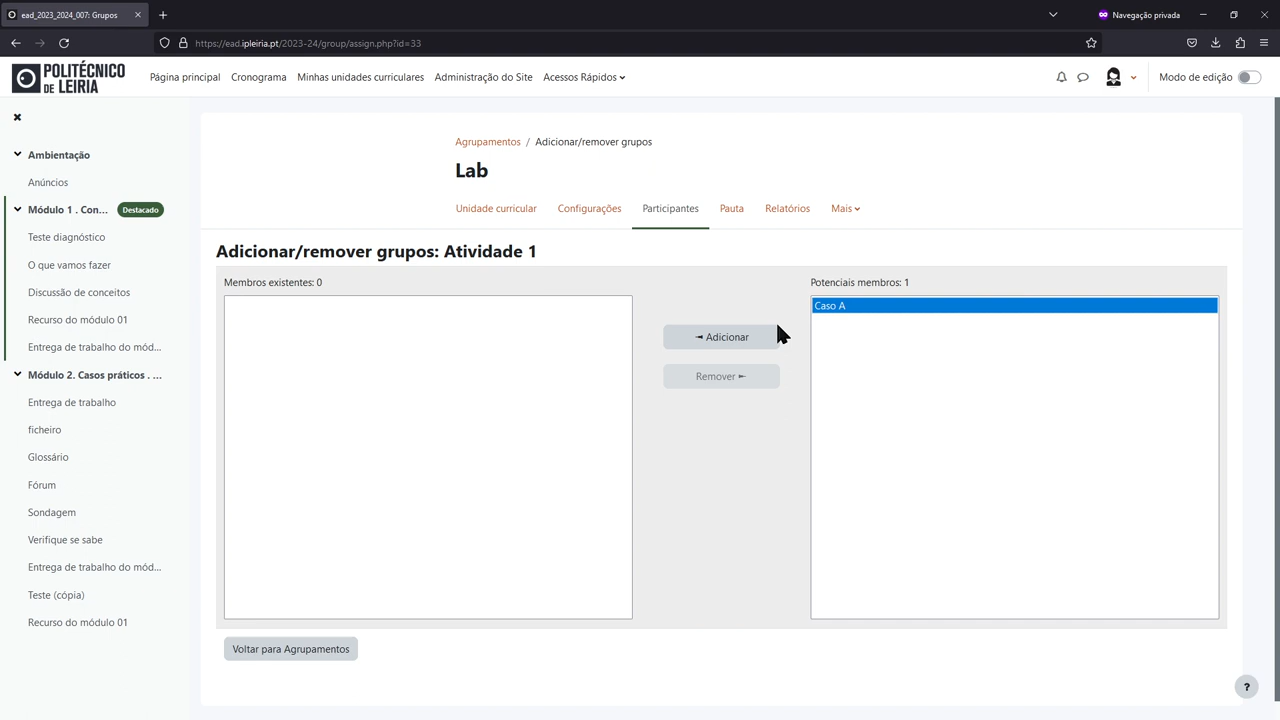 ead_2023_2024_007: Grupos
Navegação privada
https://ead.ipleiria.pt/2023-24/group/assign.php?id=33
POLITÉCNICO
DE LEIRIA
Página principal
Cronograma
Minhas unidades curriculares
Administração do Site
Acessos Rápidos
Modo de edição
Ambientação
Anúncios
Módulo 1 . Con...
Destacado
Teste diagnóstico
O que vamos fazer
Discussão de conceitos
Recurso do módulo 01
Entrega de trabalho do mód...
Módulo 2. Casos práticos . ...
Entrega de trabalho
ficheiro
Glossário
Fórum
Sondagem
Verifique se sabe
Entrega de trabalho do mód...
Teste (cópia)
Recurso do módulo 01
Agrupamentos / Adicionar/remover grupos
Lab
Unidade curricular
Configurações
Participantes
Pauta
Relatórios
Mais
Adicionar/remover grupos: Atividade 1
Membros existentes: 0
◄ Adicionar
Remover ►
Potenciais membros: 1
Caso A
Voltar para Agrupamentos
?